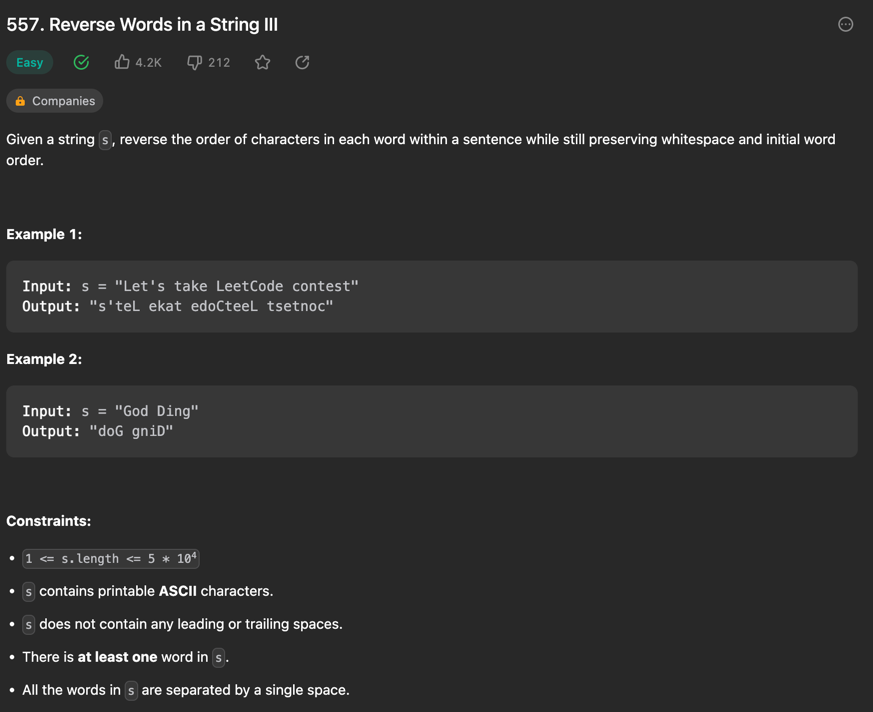 557. Reverse Words in a String III
Easy 4.2K 212
Companies
Given a string s, reverse the order of characters in each word within a sentence while still preserving whitespace and initial word
order.
Example 1:
Input: s = "Let's take LeetCode contest"
Output: "s'teL ekat edoCteeL tsetnoc"
Example 2:
Input: s = "God Ding"
Output: "doG gniD"
Constraints:
• 1 <= s.length <= 5 * 10⁴
• s contains printable ASCII characters.
• s does not contain any leading or trailing spaces.
• There is at least one word in s.
• All the words in s are separated by a single space.